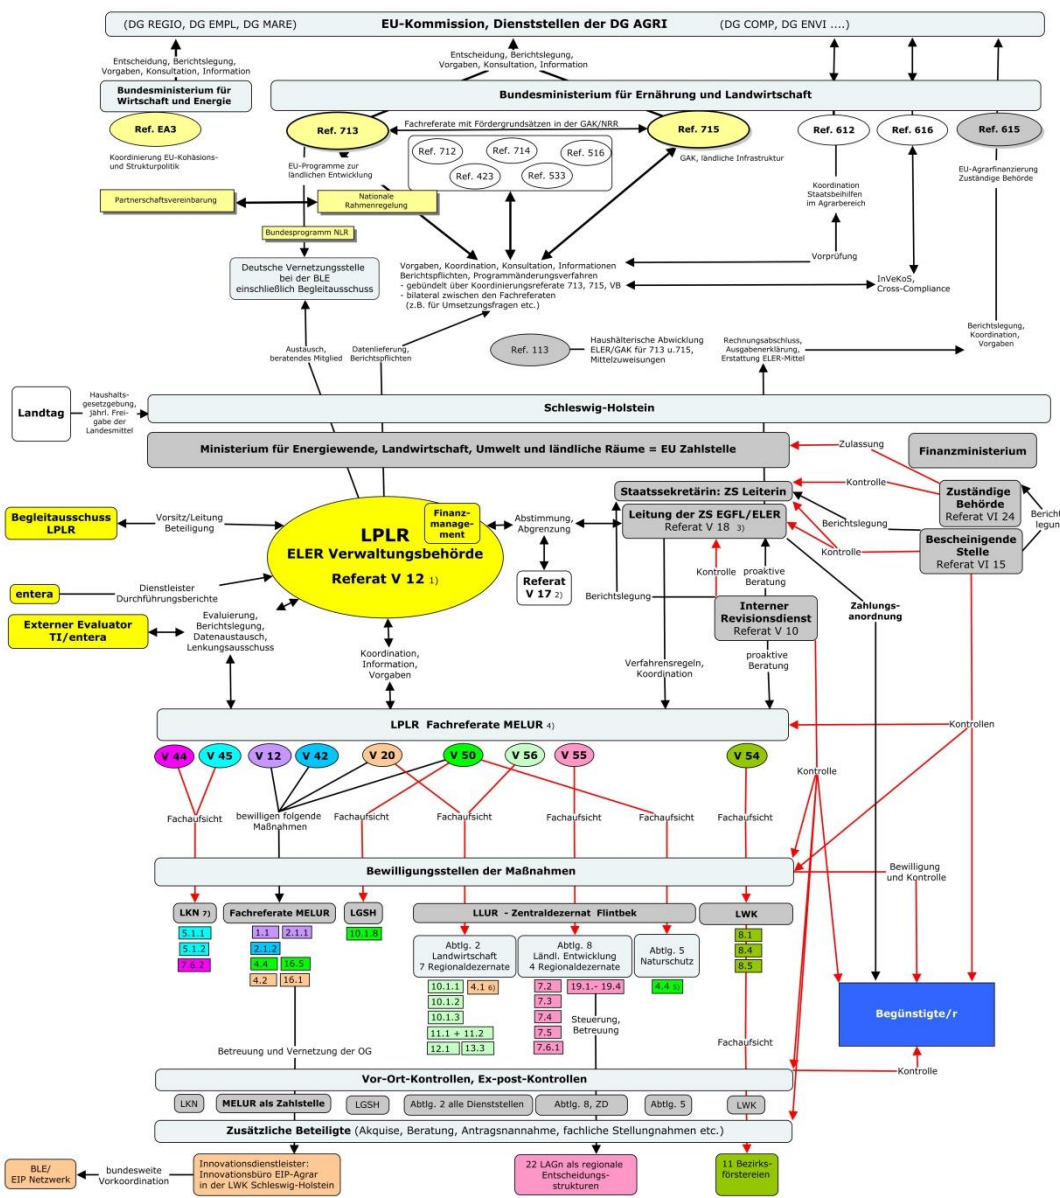 (DG REGIO, DG EMPL, DG MARE)
EU-Kommission, Dienststellen der DG AGRI
(DG COMP, DG ENVI ....)
Entscheidung, Berichtslegung,
Vorgaben, Konsultation, Information
Entscheidung, Berichtslegung,
Vorgaben, Konsultation, Information
Bundesministerium für
Wirtschaft und Energie
Bundesministerium für Ernährung und Landwirtschaft
Ref. EA3
Ref. 713
Fachreferate mit Fördergrundsätzen in der GAK/NRR
Ref. 715
Ref. 612
Ref. 616
Ref. 615
Ref. 712
Ref. 714
Ref. 516
Ref. 423
Ref. 533
Koordinierung EU-Kohäsions-
und Strukturpolitik
EU-Programme zur
ländlichen Entwicklung
GAK, ländliche Infrastruktur
EU-Agrarfinanzierung
Zuständige Behörde
Koordination
Staatsbeihilfen
im Agrarbereich
Partnerschaftsvereinbarung
Nationale
Rahmenregelung
Bundesprogramm NLR
Deutsche Vernetzungsstelle
bei der BLE
einschließlich Begleitausschuss
Vorgaben, Koordination, Konsultation, Informationen
Berichtspflichten, Programmänderungsverfahren
- gebündelt über Koordinierungsreferate 713, 715, VB
- bilateral zwischen den Fachreferaten
(z.B. für Umsetzungsfragen etc.)
Vorprüfung
InVeKoS,
Cross-Compliance
Berichtslegung,
Koordination,
Vorgaben
Austausch,
beratendes Mitglied
Datenlieferung,
Berichtspflichten
Ref. 113
Haushälterische Abwicklung
ELER/GAK für 713 u.715,
Mittelzuweisungen
Rechnungsabschluss,
Ausgabenerklärung,
Erstattung ELER-Mittel
Landtag
Haushalts-
gesetzgebung,
jährl. Frei-
gabe der
Landesmittel
Schleswig-Holstein
Ministerium für Energiewende, Landwirtschaft, Umwelt und ländliche Räume = EU Zahlstelle
Zulassung
Finanzministerium
Kontrolle
Staatssekretärin: ZS Leiterin
Zuständige
Behörde
Referat VI 24
Begleitausschuss
LPLR
Vorsitz/Leitung
Beteiligung
Finanz-
manage-
ment
LPLR
ELER Verwaltungsbehörde
Referat V 12 1)
Abstimmung,
Abgrenzung
Leitung der ZS EGFL/ELER
Referat V 18 3)
Berichtslegung
Kontrolle
Bescheinigende
Stelle
Referat VI 15
Bericht
legung
Referat
V 17 2)
Kontrolle
proaktive
Beratung
entera
Dienstleister
Durchführungsberichte
Berichtslegung
Interner
Revisionsdienst
Referat V 10
Zahlungs-
anordnung
Externer Evaluator
TI/entera
Evaluierung,
Berichtslegung,
Datenaustausch,
Lenkungsausschuss
Koordination,
Information,
Vorgaben
Verfahrensregeln,
Koordination
proaktive
Beratung
LPLR Fachreferate MELUR 4)
Kontrollen
V 44
V 45
V 12
V 42
V 20
V 50
V 56
V 55
V 54
Kontrolle
Fachaufsicht
bewilligen folgende
Maßnahmen
Fachaufsicht
Fachaufsicht
Fachaufsicht
Fachaufsicht
Fachaufsicht
Bewilligungsstellen der Maßnahmen
Bewilligung
und Kontrolle
LKN 7)
Fachreferate MELUR
LGSH
LLUR - Zentraldezernat Flintbek
LWK
5.1.1
5.1.2
7.6.2
1.1
2.1.1
2.1.2
4.4
16.5
4.2
16.1
10.1.8
Abtlg. 2
Landwirtschaft
7 Regionaldezernate
Abtlg. 8
Ländl. Entwicklung
4 Regionaldezernate
Abtlg. 5
Naturschutz
8.1
8.4
8.5
10.1.1
4.1 6)
10.1.2
10.1.3
11.1 + 11.2
12.1
13.3
7.2
19.1.- 19.4
7.3
7.4
7.5
7.6.1
4.4 5)
Steuerung,
Betreuung
Begünstigte/r
Betreuung und Vernetzung der OG
Fachaufsicht
Kontrolle
Vor-Ort-Kontrollen, Ex-post-Kontrollen
LKN
MELUR als Zahlstelle
LGSH
Abtlg. 2 alle Dienststellen
Abtlg. 8, ZD
Abtlg. 5
LWK
Zusätzliche Beteiligte (Akquise, Beratung, Antragsnannahme, fachliche Stellungnahmen etc.)
BLE/
EIP Netzwerk
bundesweite
Vorkoordination
Innovationsdienstleister:
Innovationsbüro EIP-Agrar
in der LWK Schleswig-Holstein
22 LAGn als regionale
Entscheidungs-
strukturen
11 Bezirks-
förstereien